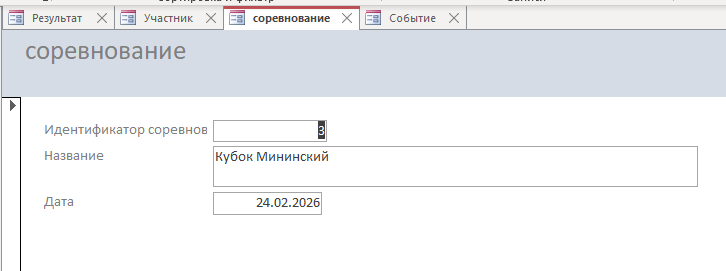 Результат Участник соревнование Событие
соревнование
Идентификатор соревнов 3
Название Кубок Мининский
Дата 24.02.2026